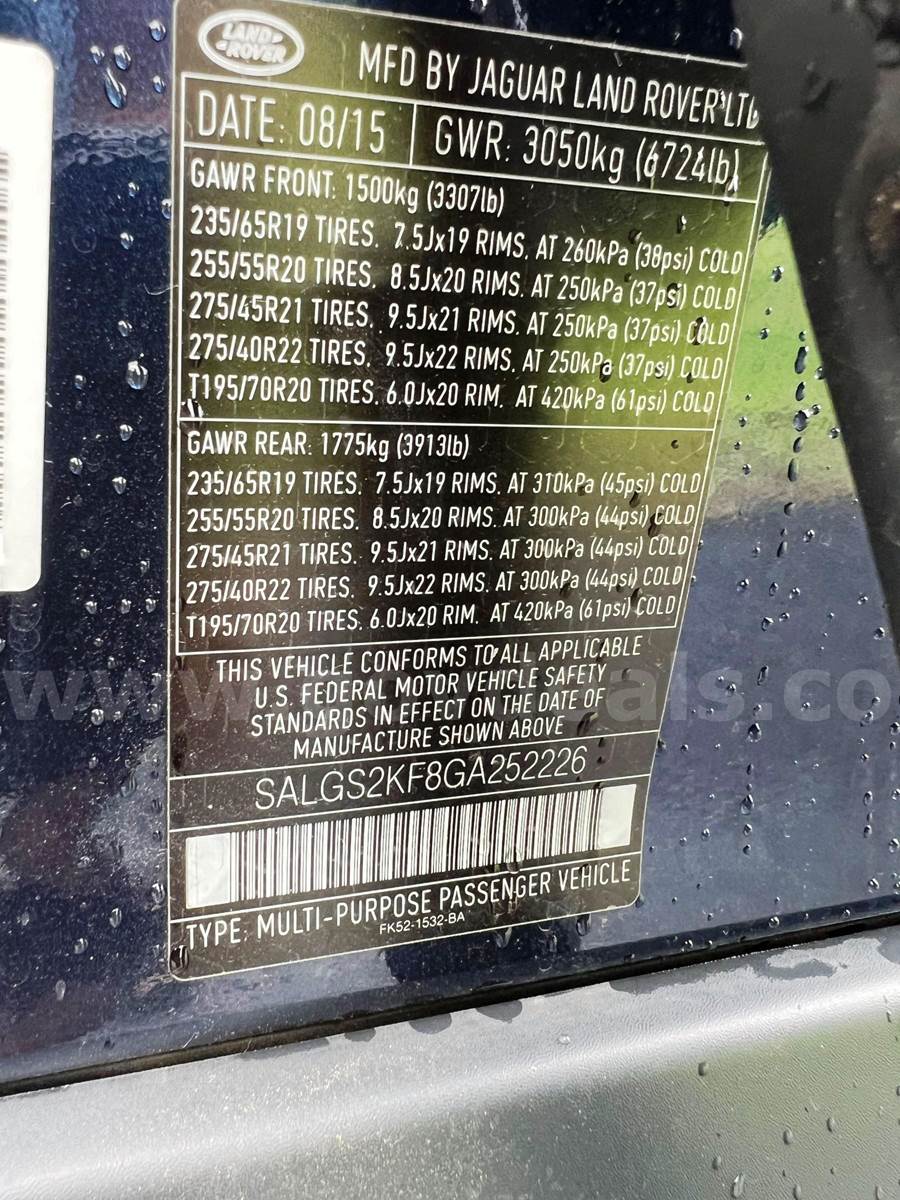 LAND ROVER
MFD BY JAGUAR LAND ROVER LTD
DATE: 08/15 GWR: 3050kg (6724lb)
GAWR FRONT: 1500kg (3307lb)
235/65R19 TIRES. 7.5Jx19 RIMS. AT 260kPa (38psi) COLD
255/55R20 TIRES. 8.5Jx20 RIMS. AT 250kPa (37psi) COLD
275/45R21 TIRES. 9.5Jx21 RIMS. AT 250kPa (37psi) COLD
275/40R22 TIRES. 9.5Jx22 RIMS. AT 250kPa (37psi) COLD
T195/70R20 TIRES. 6.0Jx20 RIM. AT 420kPa (61psi) COLD
GAWR REAR: 1775kg (3913lb)
235/65R19 TIRES. 7.5Jx19 RIMS. AT 310kPa (45psi) COLD
255/55R20 TIRES. 8.5Jx20 RIMS. AT 300kPa (44psi) COLD
275/45R21 TIRES. 9.5Jx21 RIMS. AT 300kPa (44psi) COLD
275/40R22 TIRES. 9.5Jx22 RIMS. AT 300kPa (44psi) COLD
T195/70R20 TIRES. 6.0Jx20 RIM. AT 420kPa (61psi) COLD
THIS VEHICLE CONFORMS TO ALL APPLICABLE
U.S. FEDERAL MOTOR VEHICLE SAFETY
STANDARDS IN EFFECT ON THE DATE OF
MANUFACTURE SHOWN ABOVE
SALGS2KF8GA252226
TYPE: MULTI-PURPOSE PASSENGER VEHICLE
FK52-1532-BA